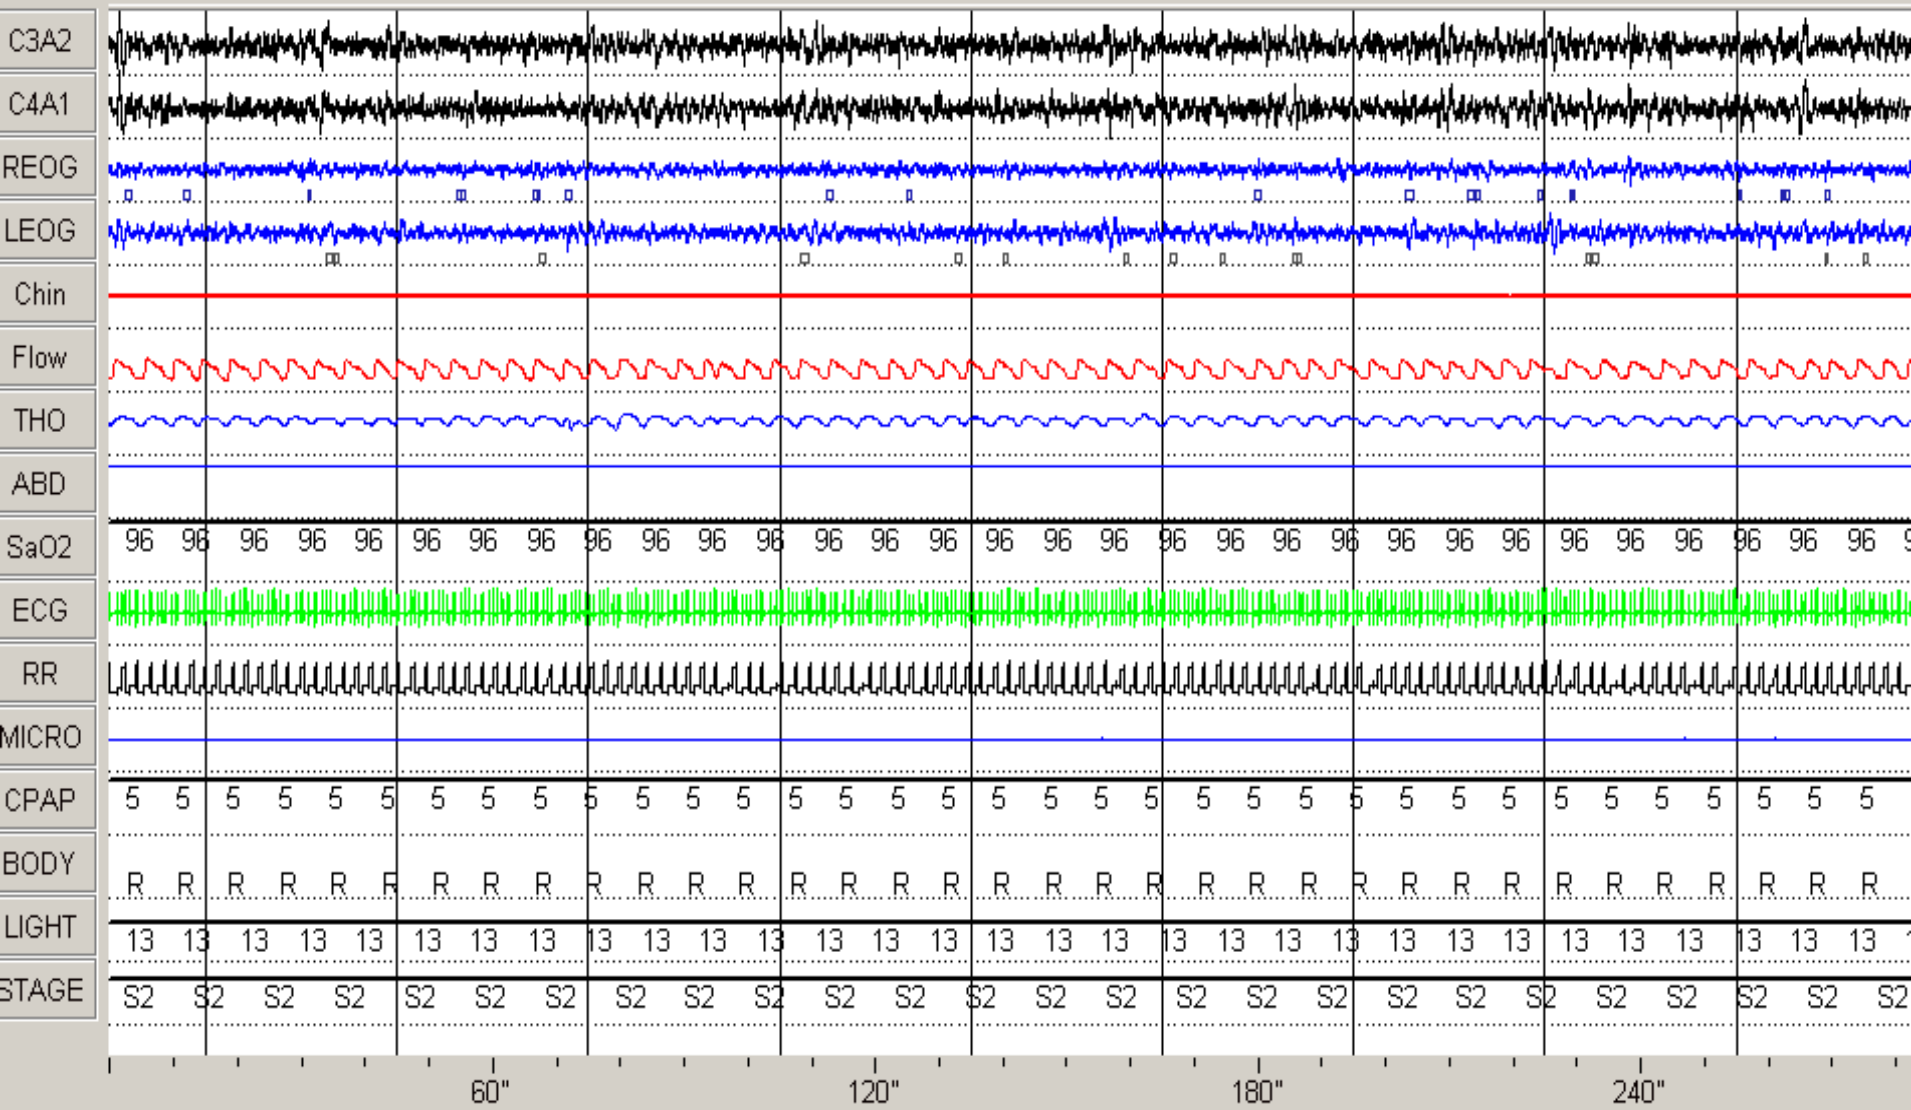 C3A2
C4A1
REOG
LEOG
Chin
Flow
THO
ABD
SaO2 96 96 96 96 96 96 96 96 96 96 96 96 96 96 96 96 96 96 96 96 96 96 96 96 96 96 96 96 96 96 96
ECG
RR
MICRO
CPAP 5 5 5 5 5 5 5 5 5 5 5 5 5 5 5 5 5 5 5 5 5 5 5 5 5 5 5 5 5 5 5 5 5 5 5
BODY R R R R R R R R R R R R R R R R R R R R R R R R R R R R R R R R R R R
LIGHT 13 13 13 13 13 13 13 13 13 13 13 13 13 13 13 13 13 13 13 13 13 13 13 13 13 13 13 13 13 13 13
STAGE S2 S2 S2 S2 S2 S2 S2 S2 S2 S2 S2 S2 S2 S2 S2 S2 S2 S2 S2 S2 S2 S2 S2 S2 S2 S2
60" 120" 180" 240"